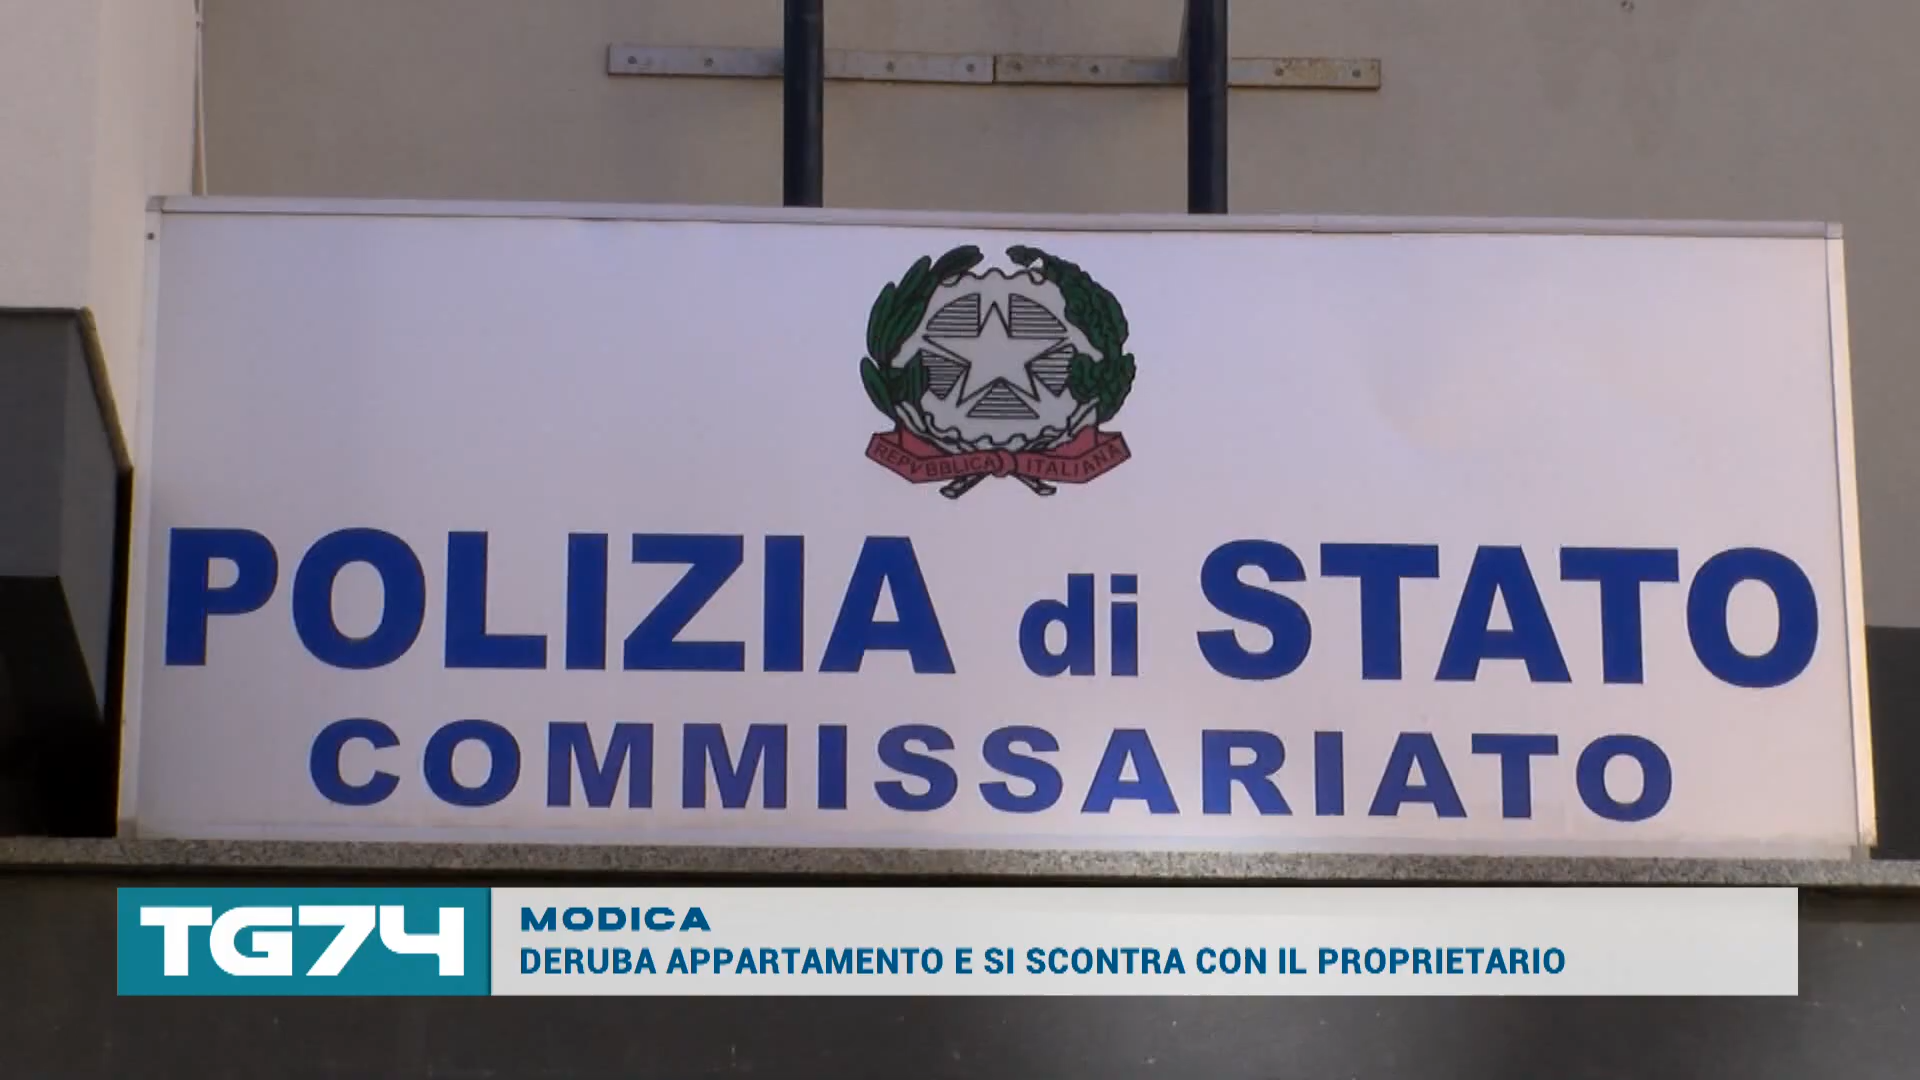 REPVBBLICA ITALIANA
POLIZIA di STATO
COMMISSARIATO
TG74
MODICA
DERUBA APPARTAMENTO E SI SCONTRA CON IL PROPRIETARIO